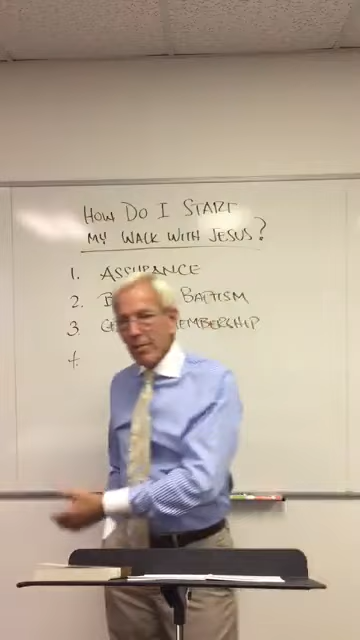 HOW DO I START
MY WALK WITH JESUS?
1. ASSURANCE
2. BAPTISM
3. MEMBERSHIP
4.